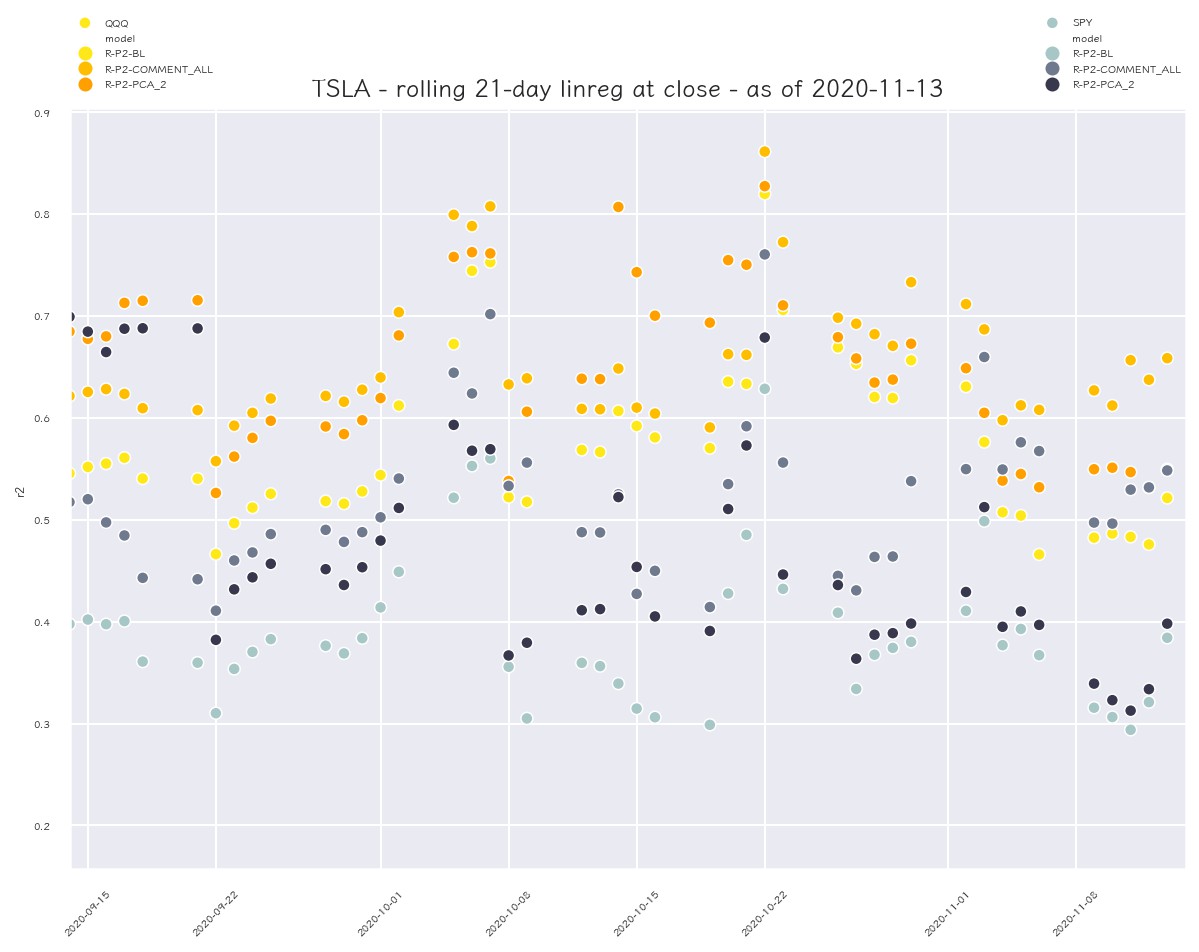 QQQ
model
R-P2-BL
R-P2-COMMENT_ALL
R-P2-PCA_2
SPY
model
R-P2-BL
R-P2-COMMENT_ALL
R-P2-PCA_2
TSLA - rolling 21-day linreg at close - as of 2020-11-13
r2
0.9
0.8
0.7
0.6
0.5
0.4
0.3
0.2
2020-09-15
2020-09-22
2020-10-01
2020-10-08
2020-10-15
2020-10-22
2020-11-01
2020-11-08